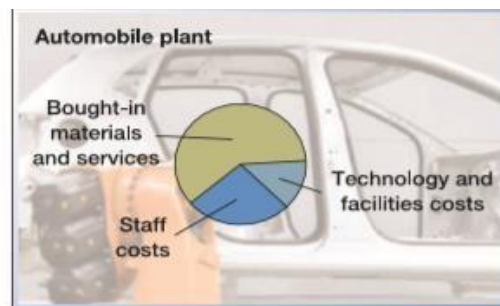 Automobile plant
Bought-in
materials
and services
Technology and
facilities costs
Staff
costs